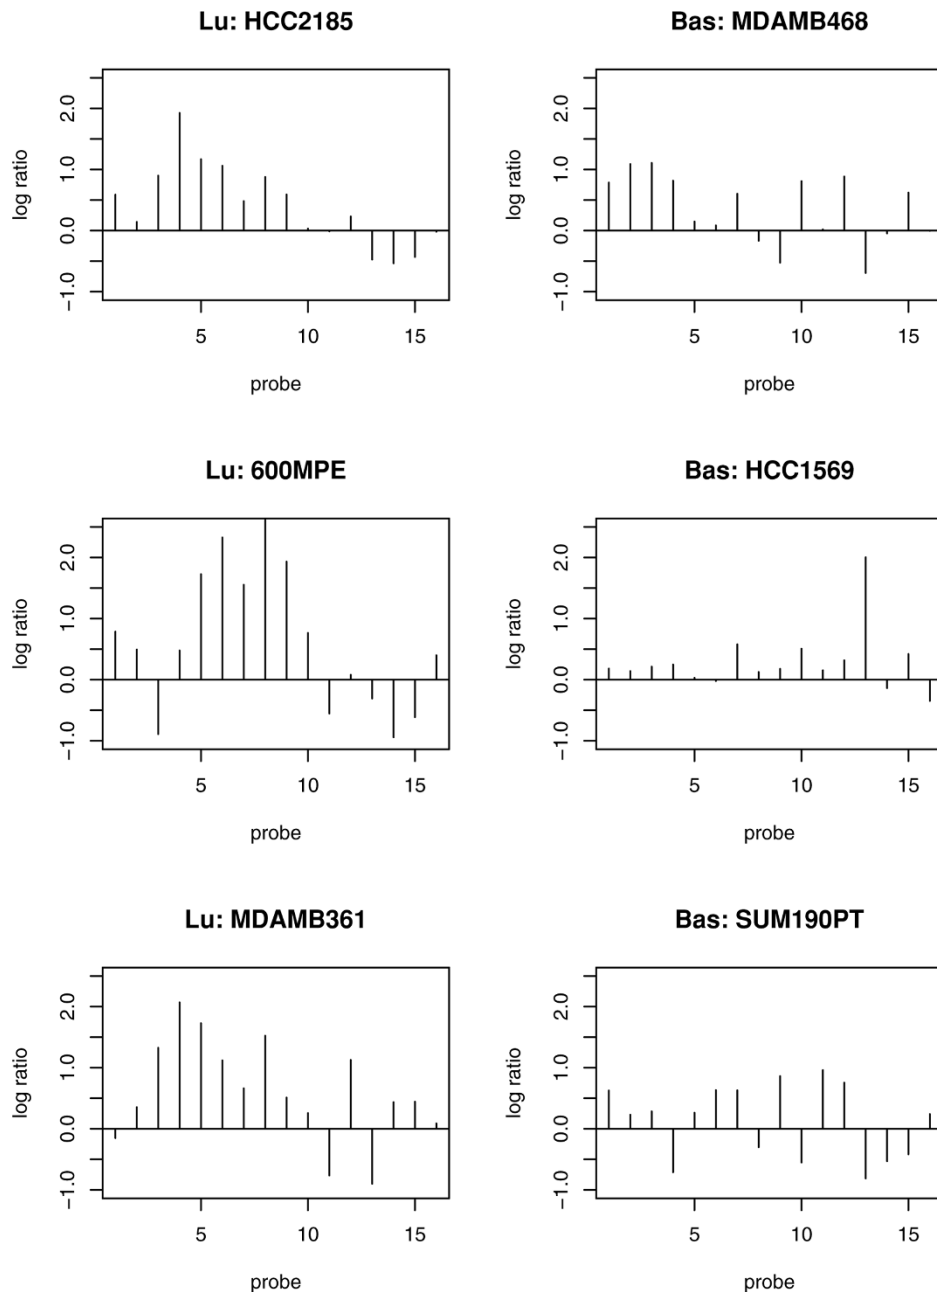 Lu: HCC2185
log ratio
2.0
1.0
0.0
−1.0
5 10 15
probe
Bas: MDAMB468
log ratio
2.0
1.0
0.0
−1.0
5 10 15
probe
Lu: 600MPE
log ratio
2.0
1.0
0.0
−1.0
5 10 15
probe
Bas: HCC1569
log ratio
2.0
1.0
0.0
−1.0
5 10 15
probe
Lu: MDAMB361
log ratio
2.0
1.0
0.0
−1.0
5 10 15
probe
Bas: SUM190PT
log ratio
2.0
1.0
0.0
−1.0
5 10 15
probe